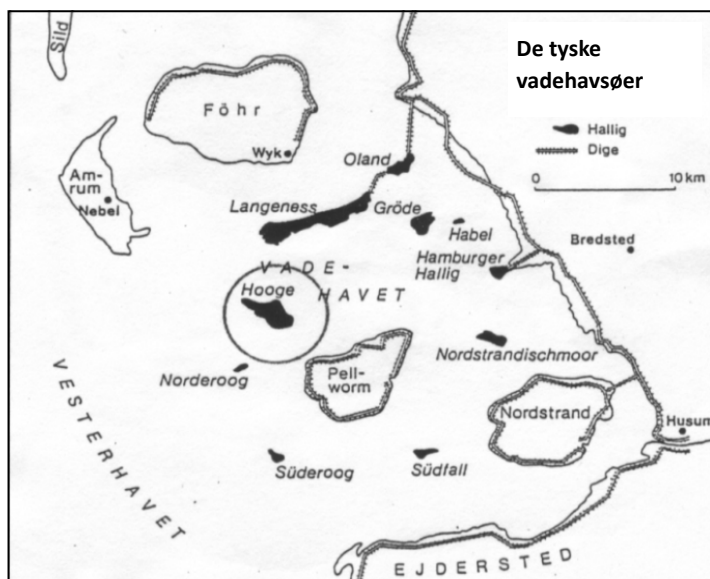 De tyske
vadehavsøer
Hallig
Dige
0 10 km
Sild
Föhr
Wyk
Am-
rum
Nebel
Oland
Langeness
Gröde
Habel
Hamburger
Hallig
Bredsted
VADE-
HAVET
Hooge
Norderoog
Pell-
worm
Nordstrandischmoor
Nordstrand
Husum
Süderoog
Südfall
VESTERHAVET
EJDERSTED